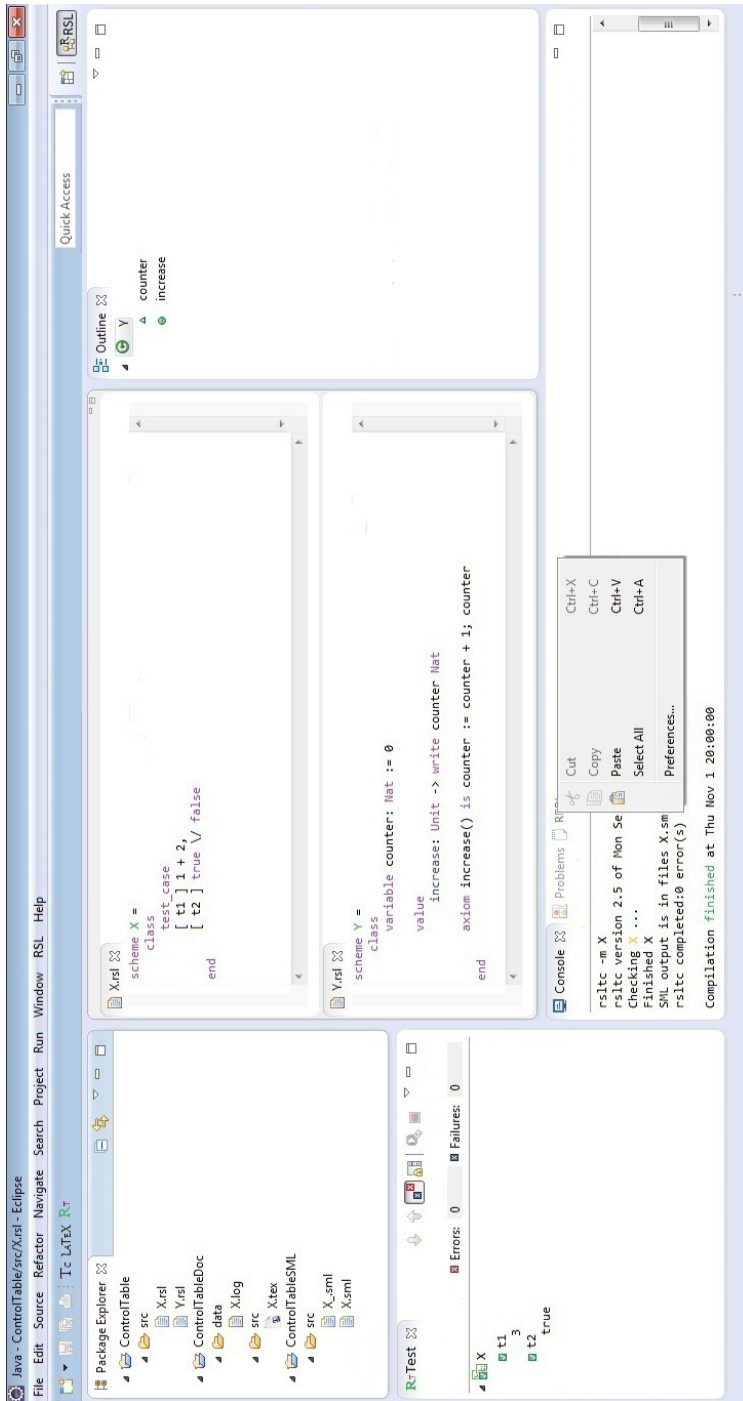 Java - ControlTable/src/X.rsl - Eclipse
File Edit Source Refactor Navigate Search Project Run Window RSL Help
Tc LATEX RT
Quick Access
RSL
Package Explorer
ControlTable
src
X.rsl
Y.rsl
ControlTableDoc
data
X.log
src
X.tex
ControlTableSML
src
X_.sml
X.sml
RT Test
Errors: 0 Failures: 0
X
t1
3
t2
true
X.rsl
scheme X =
class
test_case
[ t1 ] 1 + 2,
[ t2 ] true \/ false
end
Y.rsl
scheme Y =
class
variable counter: Nat := 0
value
increase: Unit -> write counter Nat
axiom increase() is counter := counter + 1; counter
end
Outline
Y
counter
increase
Console Problems
rsltc -m X
rsltc version 2.5 of Mon Se
Checking X ...
Finished X
SML output is in files X.sm
rsltc completed:0 error(s)
Compilation finished at Thu Nov 1 20:00:00
Cut Ctrl+X
Copy Ctrl+C
Paste Ctrl+V
Select All Ctrl+A
Preferences...